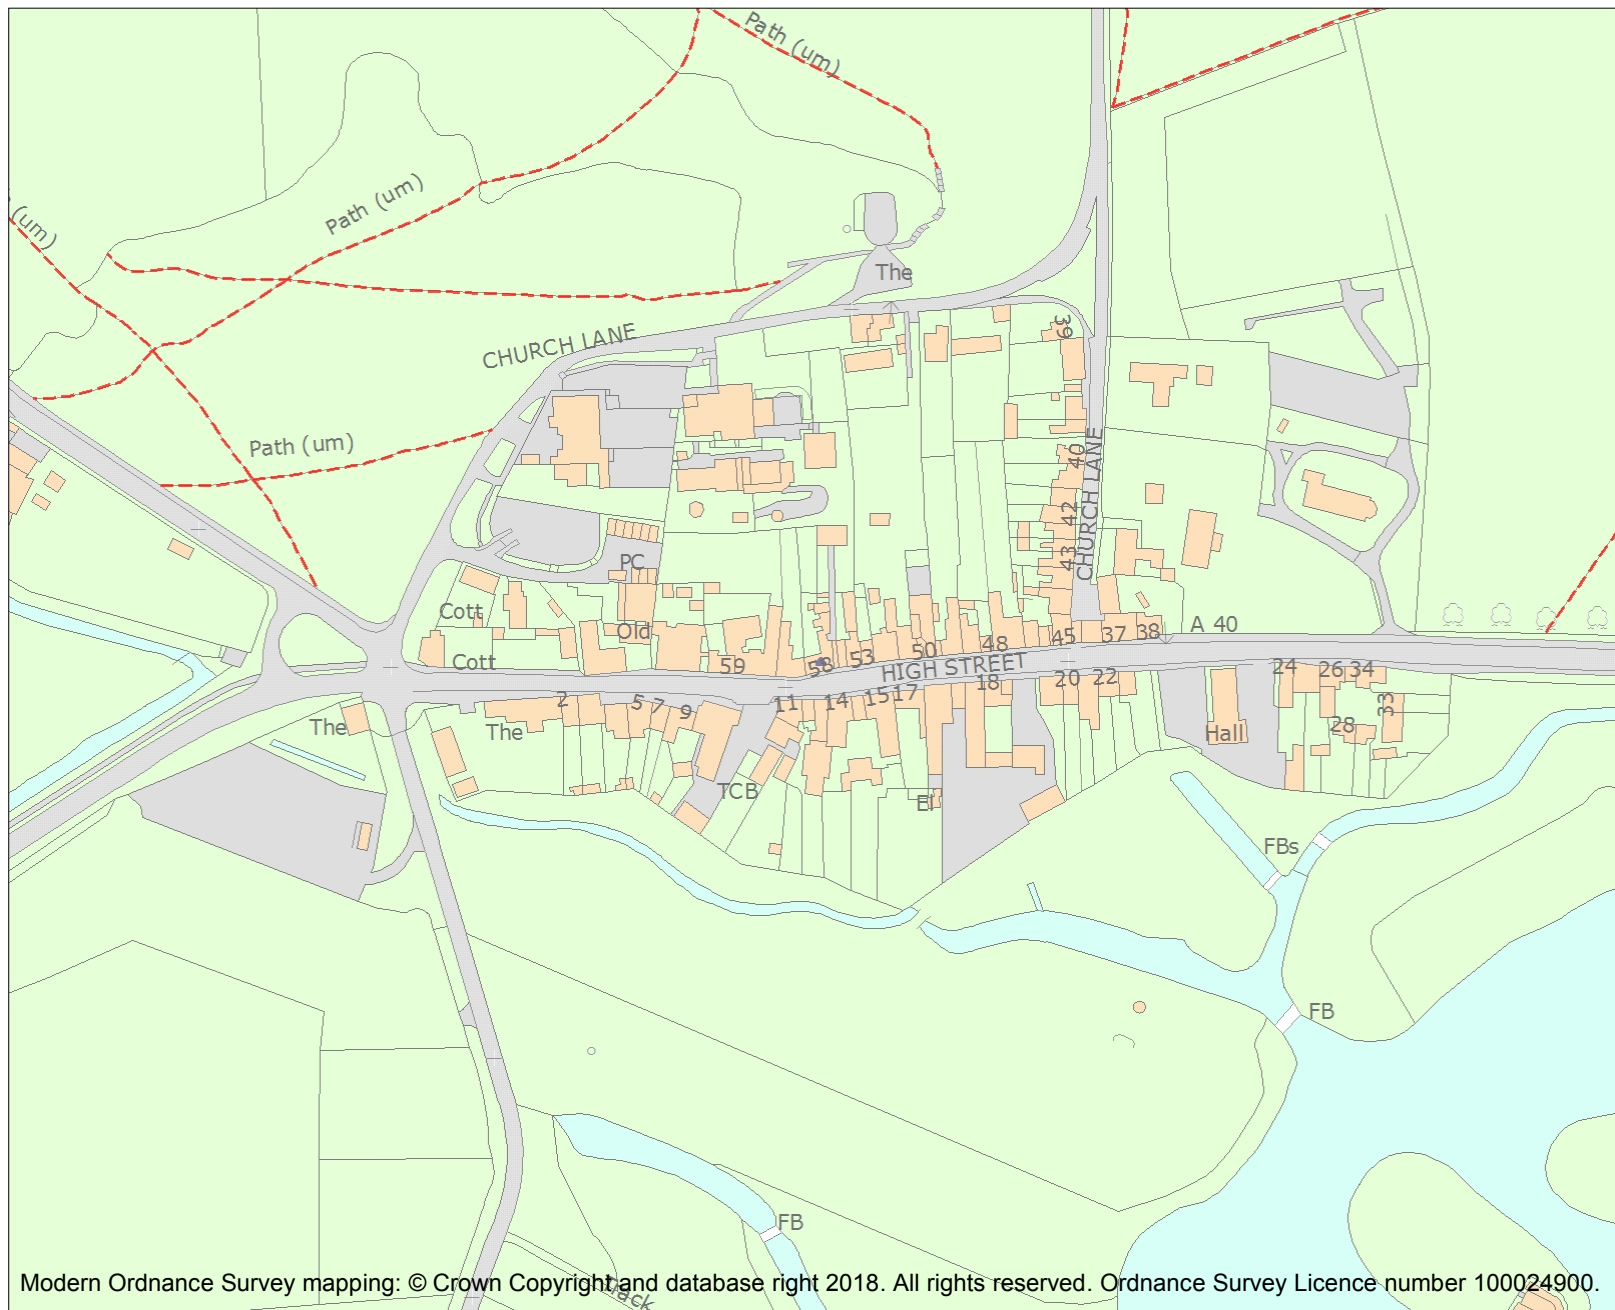 Path (um)
Path (um)
(um)
The
CHURCH LANE
39
Path (um)
40
CHURCH LANE
42
43
PC
Cott
Old
Cott
59
58
53
50
48
45
37
38
A 40
HIGH STREET
24
26
34
2
5
7
9
11
14
15
17
18
20
22
33
The
The
Hall
28
TCB
El
FBs
FB
FB
Track
Modern Ordnance Survey mapping: © Crown Copyright and database right 2018. All rights reserved. Ordnance Survey Licence number 100024900.